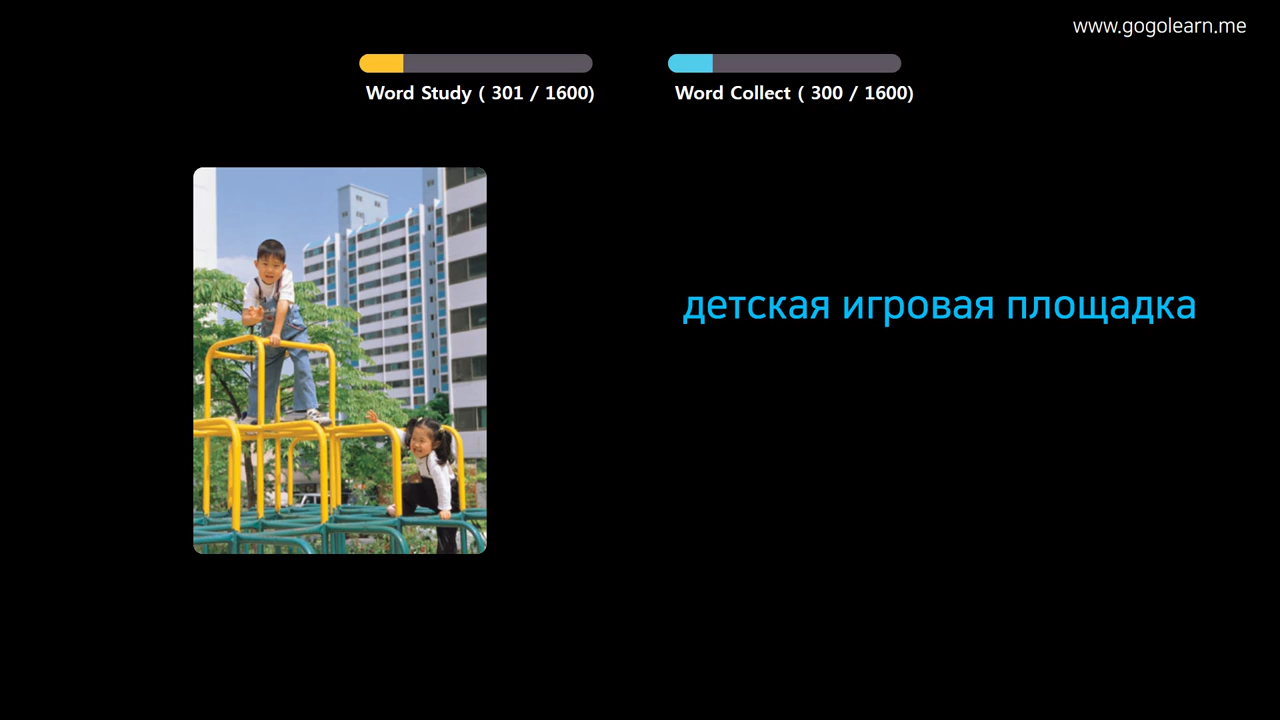 www.gogolearn.me
Word Study ( 301 / 1600)
Word Collect ( 300 / 1600)
детская игровая площадка